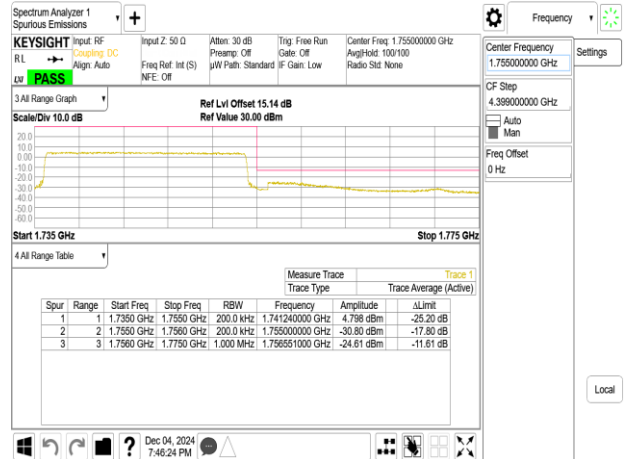 Spectrum Analyzer 1
Spurious Emissions
+
Frequency
KEYSIGHT
RL
LXI
PASS
Input: RF
Coupling: DC
Align: Auto
Input Z: 50 Ω
Freq Ref: Int (S)
NFE: Off
Atten: 30 dB
Preamp: Off
µW Path: Standard
Trig: Free Run
Gate: Off
IF Gain: Low
Center Freq: 1.755000000 GHz
Avg|Hold: 100/100
Radio Std: None
Center Frequency
1.755000000 GHz
Settings
CF Step
4.399000000 GHz
Auto
Man
Freq Offset
0 Hz
Local
3 All Range Graph
Scale/Div 10.0 dB
Ref Lvl Offset 15.14 dB
Ref Value 30.00 dBm
20.0
10.0
0.00
-10.0
-20.0
-30.0
-40.0
-50.0
-60.0
Start 1.735 GHz Stop 1.775 GHz
4 All Range Table
Measure Trace Trace 1
Trace Type Trace Average (Active)
Spur Range Start Freq Stop Freq RBW Frequency Amplitude ΔLimit
1 1 1.7350 GHz 1.7550 GHz 200.0 kHz 1.741240000 GHz 4.798 dBm -25.20 dB
2 2 1.7550 GHz 1.7560 GHz 200.0 kHz 1.755000000 GHz -30.80 dBm -17.80 dB
3 3 1.7560 GHz 1.7750 GHz 1.000 MHz 1.756551000 GHz -24.61 dBm -11.61 dB
?
Dec 04, 2024
7:46:24 PM